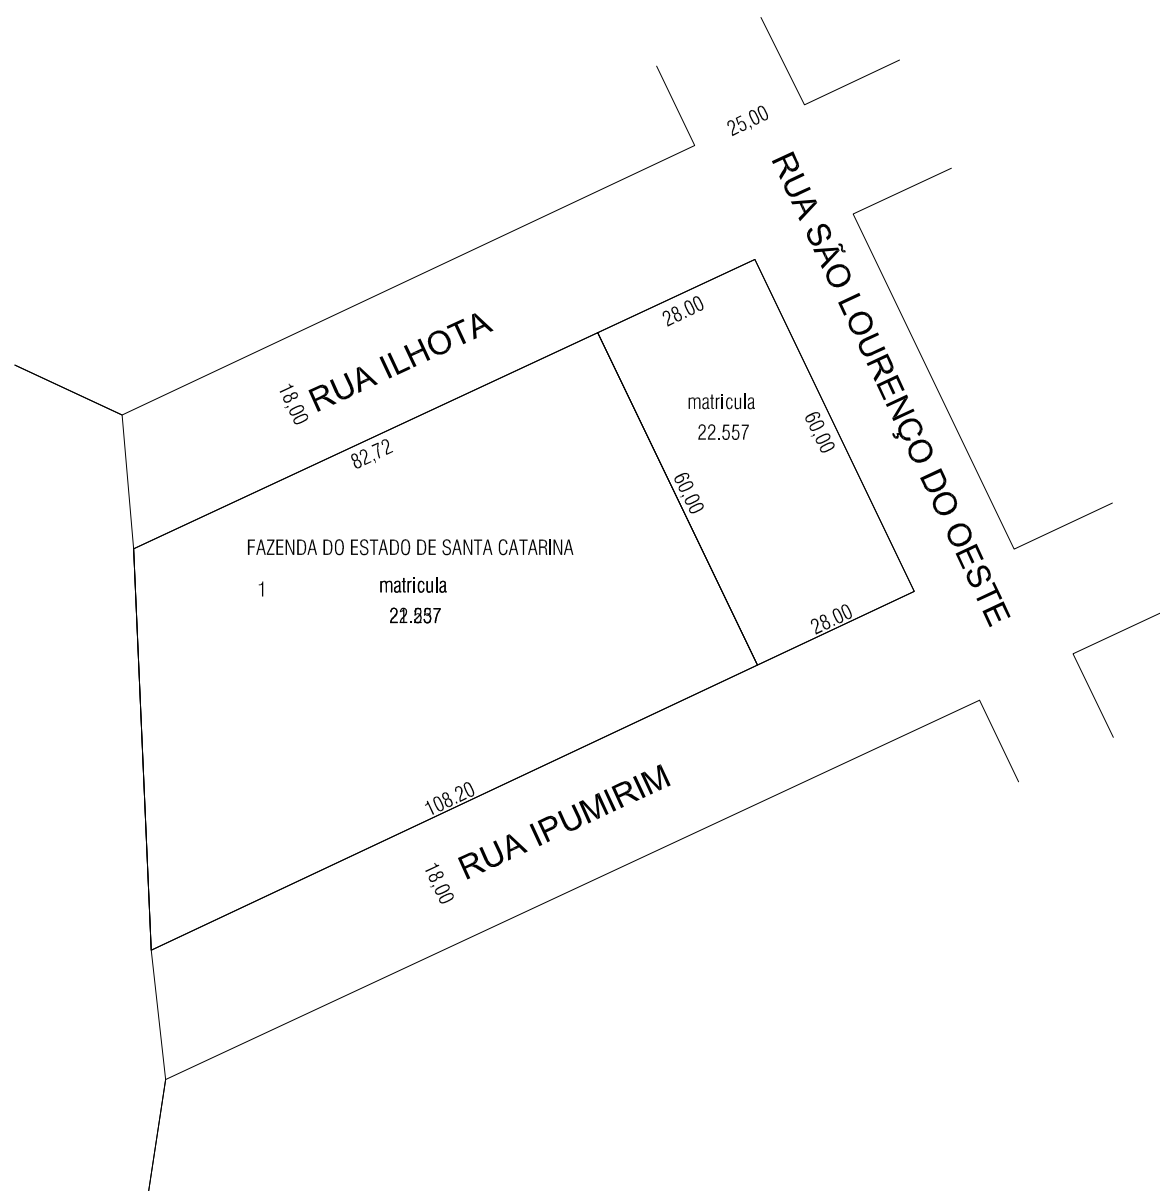 25,00
RUA SÃO LOURENÇO DO OESTE
28.00
RUA ILHOTA
18,00
matricula
22.557
60,00
82,72
60,00
FAZENDA DO ESTADO DE SANTA CATARINA
1
matricula
28.00
108.20
RUA IPUMIRIM
18,00